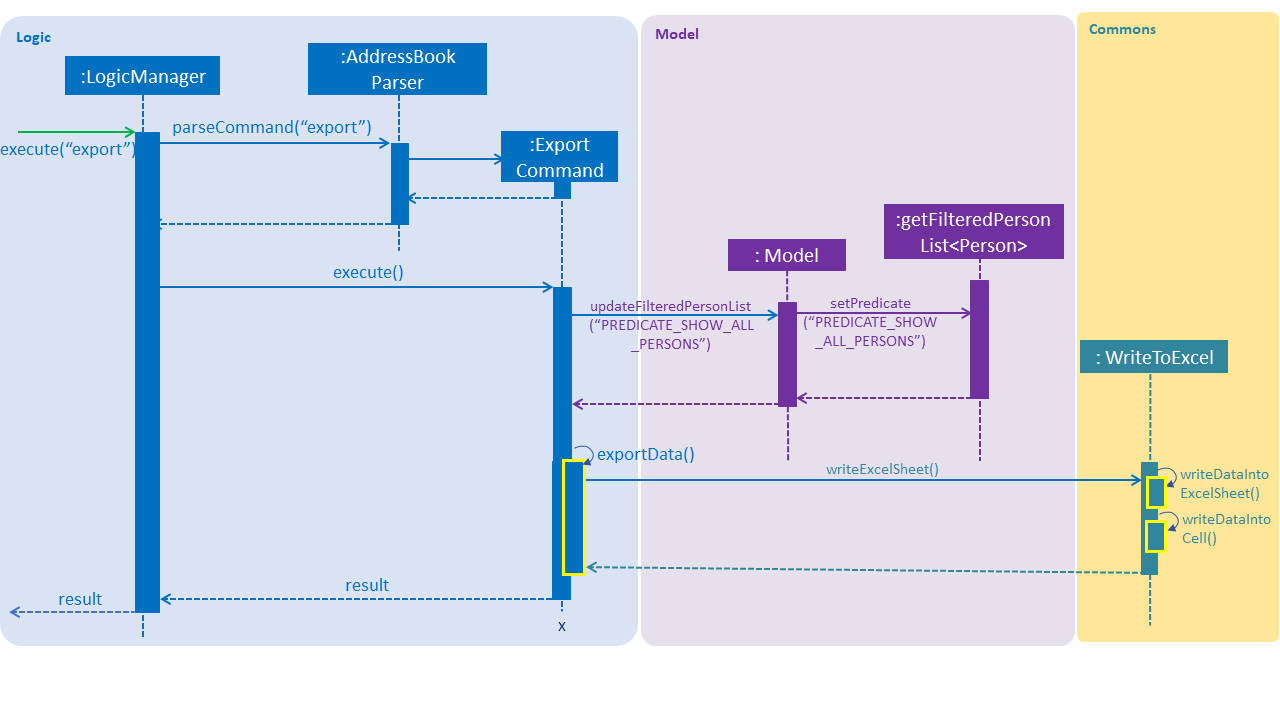 Logic
Model
Commons
:LogicManager
:AddressBook
Parser
parseCommand(“export”)
execute(“export”)
:Export
Command
:getFilteredPerson
List<Person>
: Model
execute()
updateFilteredPersonList
(“PREDICATE_SHOW_ALL
_PERSONS”)
setPredicate
(“PREDICATE_SHOW
_ALL_PERSONS”)
: WriteToExcel
exportData()
writeExcelSheet()
writeDataInto
ExcelSheet()
writeDataInto
Cell()
result
result
x